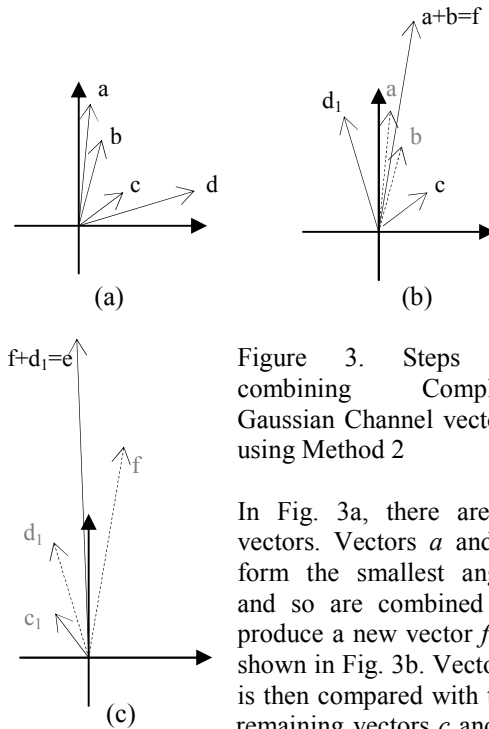 a+b=f
a
a
b
d₁
b
c
d
c
(a)
(b)
f+d₁=e
f
d₁
c₁
(c)
Figure 3. Steps
combining Compl
Gaussian Channel vecto
using Method 2
In Fig. 3a, there are
vectors. Vectors a and
form the smallest ang
and so are combined
produce a new vector f
shown in Fig. 3b. Vecto
is then compared with t
remaining vectors c and